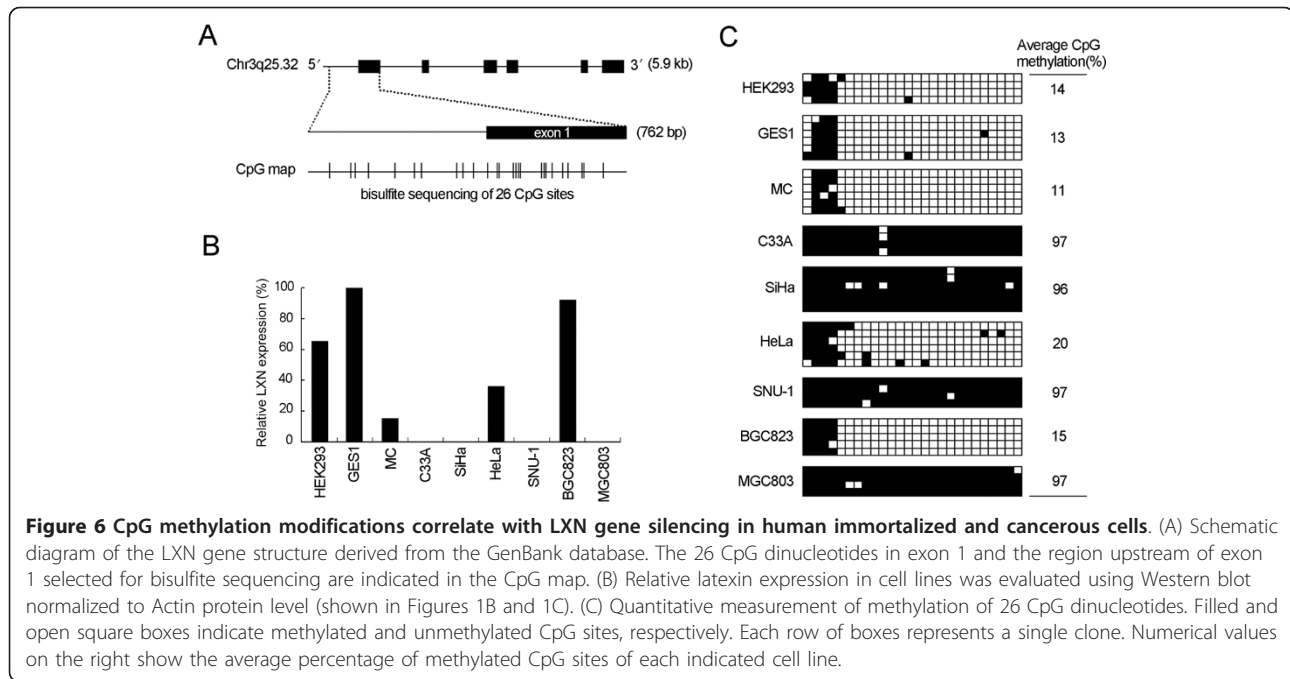 A
Chr3q25.32 5′ 3′ (5.9 kb)
exon 1 (762 bp)
CpG map
bisulfite sequencing of 26 CpG sites
B
Relative LXN expression (%)
100
80
60
40
20
0
HEK293
GES1
MC
C33A
SiHa
HeLa
SNU-1
BGC823
MGC803
C
Average CpG
methylation(%)
HEK293 14
GES1 13
MC 11
C33A 97
SiHa 96
HeLa 20
SNU-1 97
BGC823 15
MGC803 97
Figure 6 CpG methylation modifications correlate with LXN gene silencing in human immortalized and cancerous cells. (A) Schematic
diagram of the LXN gene structure derived from the GenBank database. The 26 CpG dinucleotides in exon 1 and the region upstream of exon
1 selected for bisulfite sequencing are indicated in the CpG map. (B) Relative latexin expression in cell lines was evaluated using Western blot
normalized to Actin protein level (shown in Figures 1B and 1C). (C) Quantitative measurement of methylation of 26 CpG dinucleotides. Filled and
open square boxes indicate methylated and unmethylated CpG sites, respectively. Each row of boxes represents a single clone. Numerical values
on the right show the average percentage of methylated CpG sites of each indicated cell line.